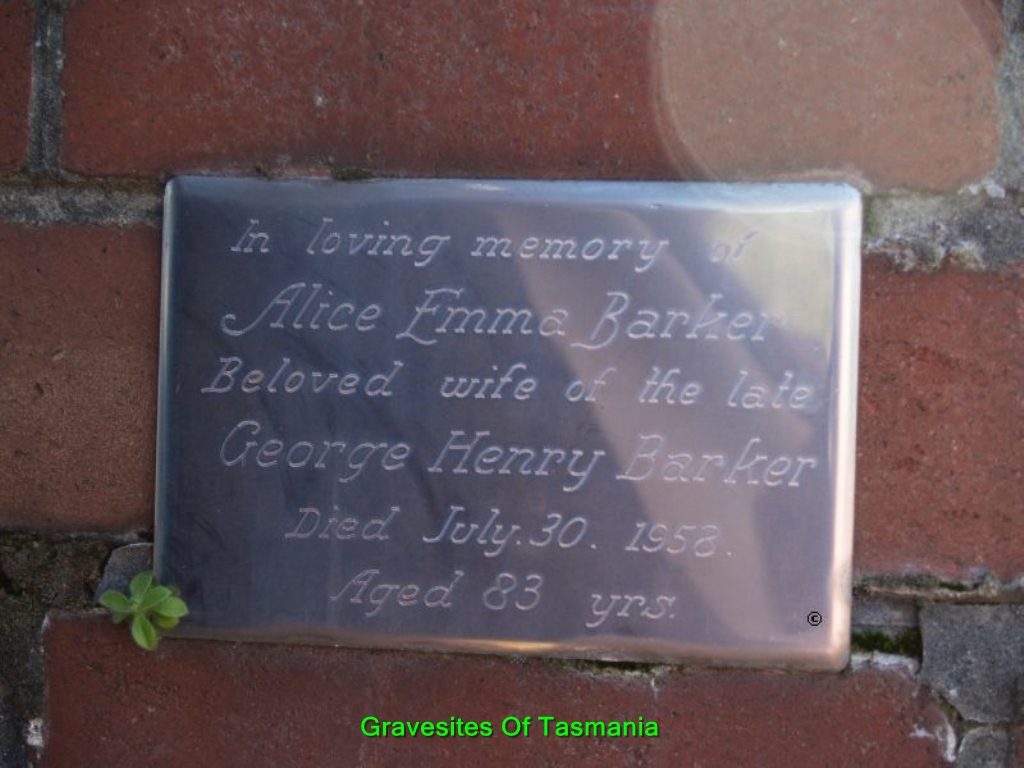 In loving memory of
Alice Emma Barker
Beloved wife of the late
George Henry Barker
Died July.30. 1958.
Aged 83 yrs.
©
Gravesites Of Tasmania